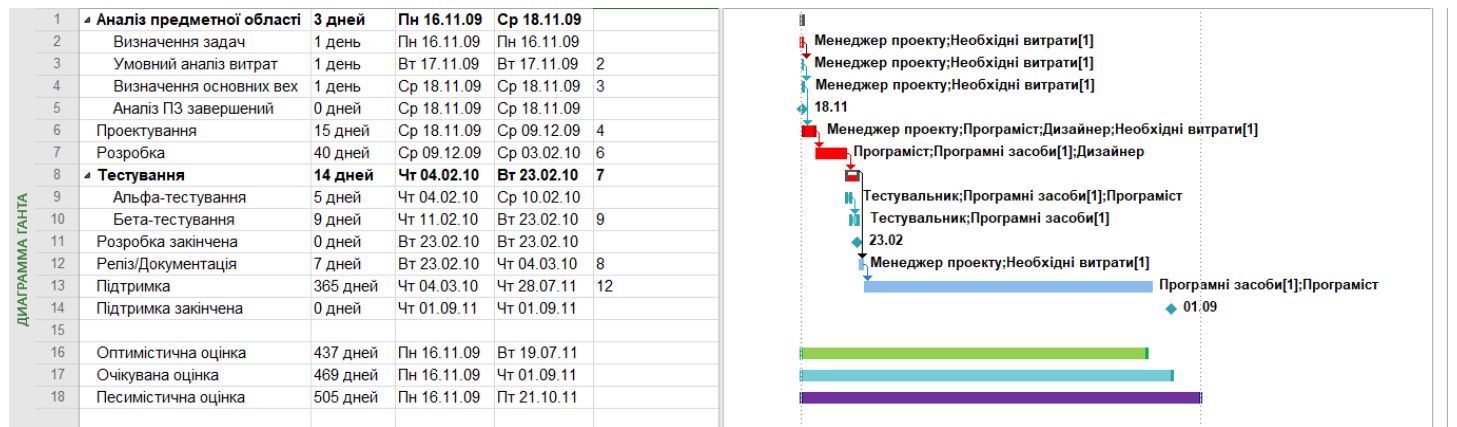 1 Аналіз предметної області 3 дней Пн 16.11.09 Ср 18.11.09
2 Визначення задач 1 день Пн 16.11.09 Пн 16.11.09 Менеджер проекту;Необхідні витрати[1]
3 Умовний аналіз витрат 1 день Вт 17.11.09 Вт 17.11.09 2 Менеджер проекту;Необхідні витрати[1]
4 Визначення основних вех 1 день Ср 18.11.09 Ср 18.11.09 3 Менеджер проекту;Необхідні витрати[1]
5 Аналіз ПЗ завершений 0 дней Ср 18.11.09 Ср 18.11.09 18.11
6 Проектування 15 дней Ср 18.11.09 Ср 09.12.09 4 Менеджер проекту;Програміст;Дизайнер;Необхідні витрати[1]
7 Розробка 40 дней Ср 09.12.09 Ср 03.02.10 6 Програміст;Програмні засоби[1];Дизайнер
8 Тестування 14 дней Чт 04.02.10 Вт 23.02.10 7
9 Альфа-тестування 5 дней Чт 04.02.10 Ср 10.02.10 Тестувальник;Програмні засоби[1];Програміст
10 Бета-тестування 9 дней Чт 11.02.10 Вт 23.02.10 9 Тестувальник;Програмні засоби[1]
11 Розробка закінчена 0 дней Вт 23.02.10 Вт 23.02.10 23.02
12 Реліз/Документація 7 дней Вт 23.02.10 Чт 04.03.10 8 Менеджер проекту;Необхідні витрати[1]
13 Підтримка 365 дней Чт 04.03.10 Чт 28.07.11 12 Програмні засоби[1];Програміст
14 Підтримка закінчена 0 дней Чт 01.09.11 Чт 01.09.11 01.09
15
16 Оптимістична оцінка 437 дней Пн 16.11.09 Вт 19.07.11
17 Очікувана оцінка 469 дней Пн 16.11.09 Чт 01.09.11
18 Песимістична оцінка 505 дней Пн 16.11.09 Пт 21.10.11
ДИАГРАММА ГАНТА